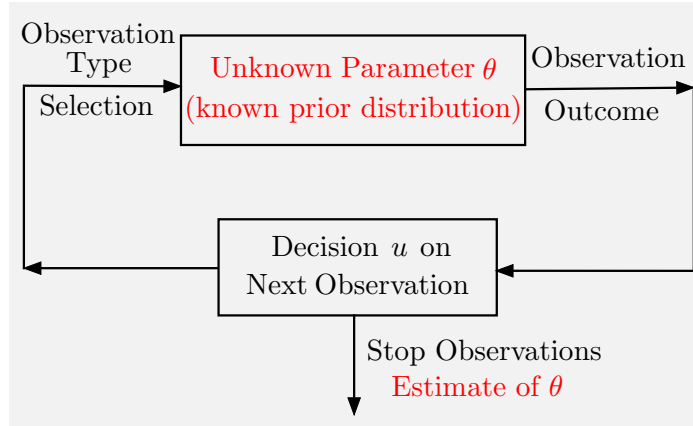 Observation
Type
Selection
Unknown Parameter θ
(known prior distribution)
Observation
Outcome
Decision u on
Next Observation
Stop Observations
Estimate of θ